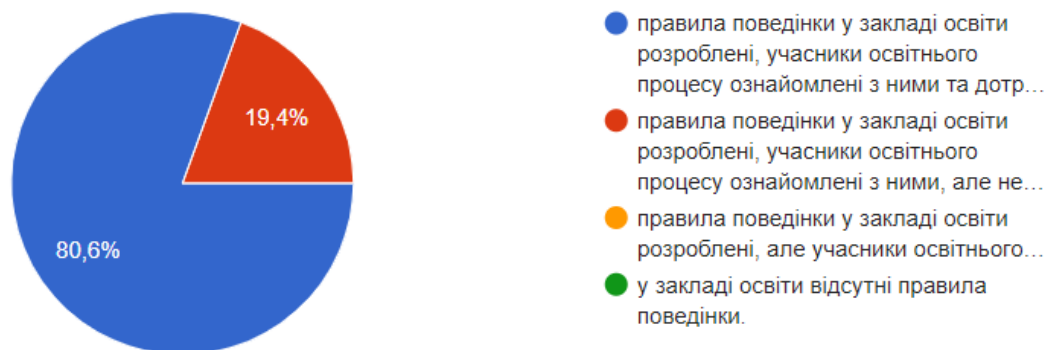 80,6%
19,4%
правила поведінки у закладі освіти
розроблені, учасники освітнього
процесу ознайомлені з ними та дотр...
правила поведінки у закладі освіти
розроблені, учасники освітнього
процесу ознайомлені з ними, але не...
правила поведінки у закладі освіти
розроблені, але учасники освітнього...
у закладі освіти відсутні правила
поведінки.